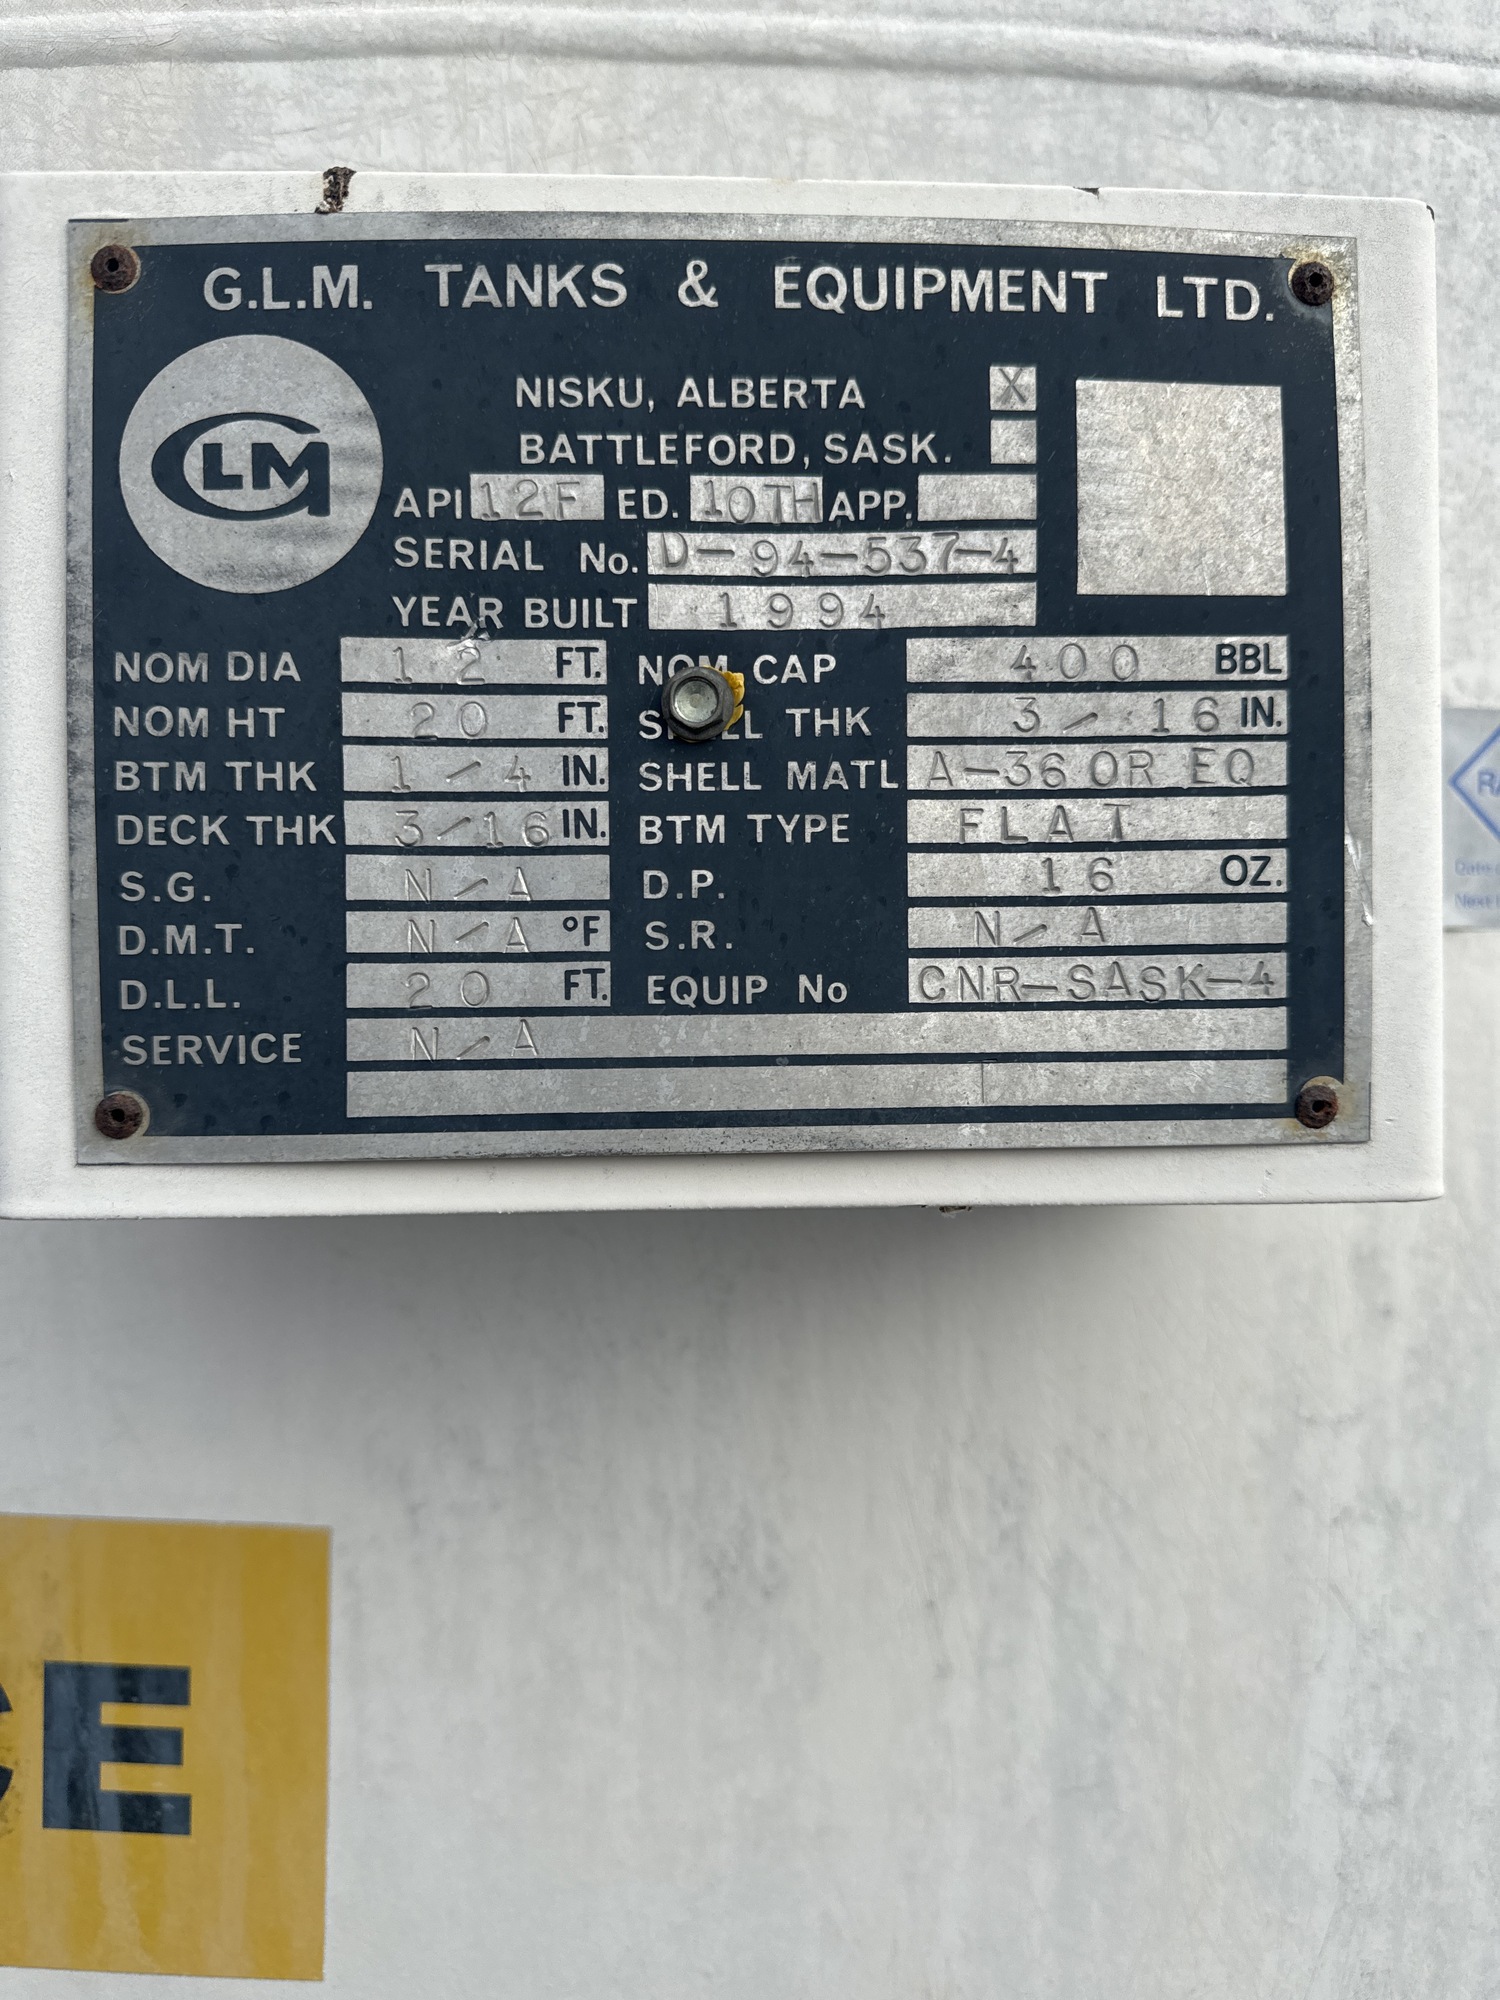 G.L.M. TANKS & EQUIPMENT LTD.
GLM
NISKU, ALBERTA X
BATTLEFORD, SASK.
API 12F ED. 10TH APP.
SERIAL No. D-94-537-4
YEAR BUILT 1994
NOM DIA 12 FT. NOM CAP 400 BBL
NOM HT 20 FT. SHELL THK 3/16 IN.
BTM THK 1/4 IN. SHELL MATL A-36 OR EQ
DECK THK 3/16 IN. BTM TYPE FLAT
S.G. N/A D.P. 16 OZ.
D.M.T. N/A °F S.R. N/A
D.L.L. 20 FT. EQUIP No CNR-SASK-4
SERVICE N/A
Next
CE